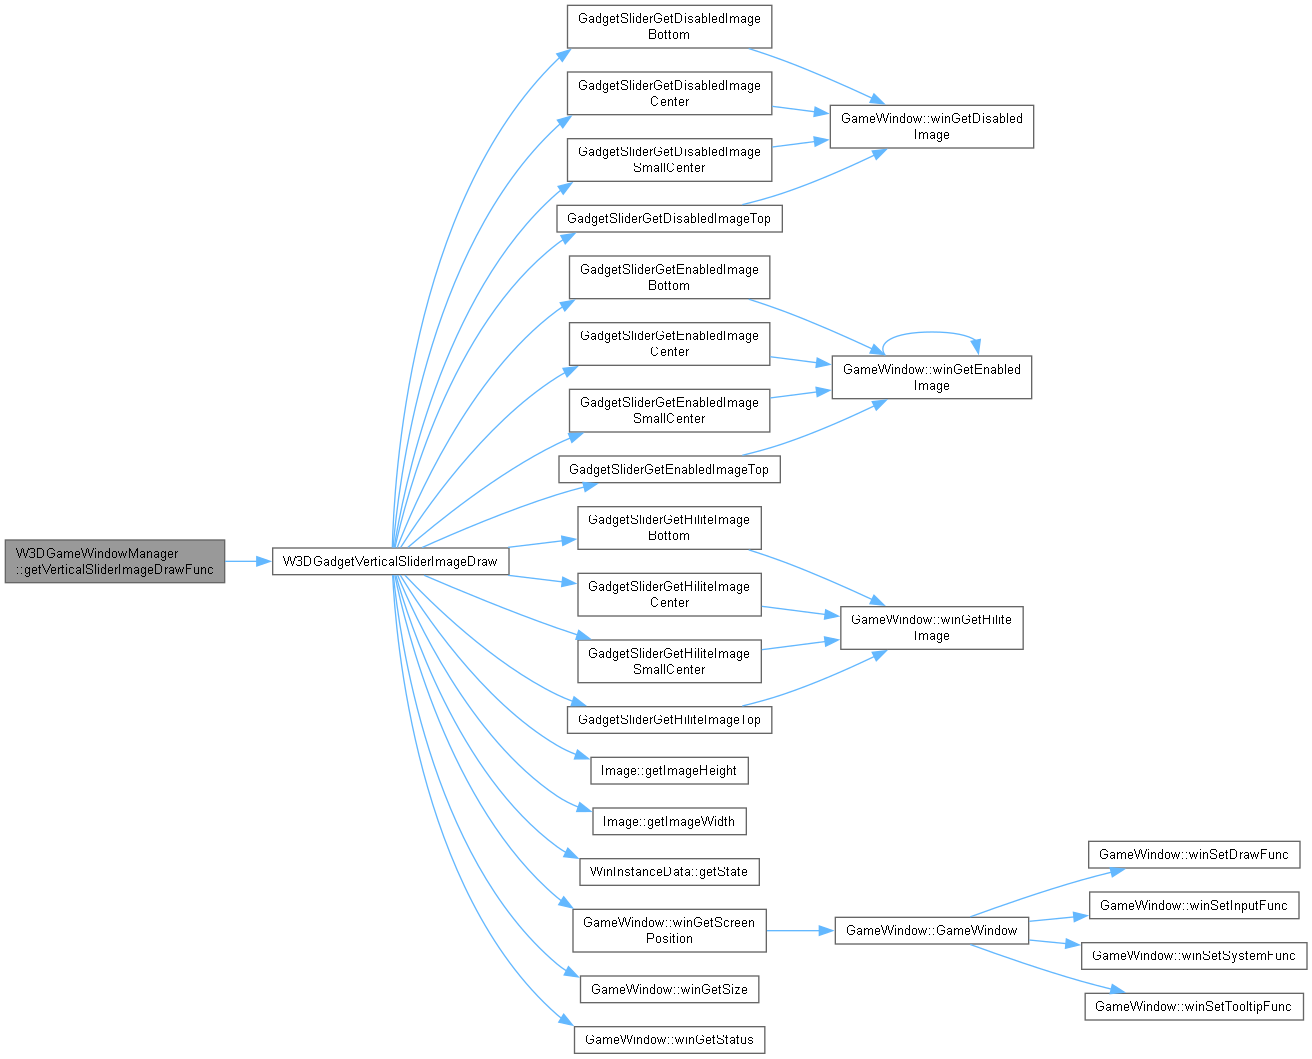 GadgetSliderGetDisabledImage
Bottom
GadgetSliderGetDisabledImage
Center
GadgetSliderGetDisabledImage
SmallCenter
GadgetSliderGetDisabledImageTop
GameWindow::winGetDisabled
Image
GadgetSliderGetEnabledImage
Bottom
GadgetSliderGetEnabledImage
Center
GadgetSliderGetEnabledImage
SmallCenter
GadgetSliderGetEnabledImageTop
GameWindow::winGetEnabled
Image
W3DGameWindowManager
::getVerticalSliderImageDrawFunc
W3DGadgetVerticalSliderImageDraw
GadgetSliderGetHiliteImage
Bottom
GadgetSliderGetHiliteImage
Center
GadgetSliderGetHiliteImage
SmallCenter
GadgetSliderGetHiliteImageTop
GameWindow::winGetHilite
Image
Image::getImageHeight
Image::getImageWidth
WinInstanceData::getState
GameWindow::winGetScreen
Position
GameWindow::winGetSize
GameWindow::winGetStatus
GameWindow::GameWindow
GameWindow::winSetDrawFunc
GameWindow::winSetInputFunc
GameWindow::winSetSystemFunc
GameWindow::winSetTooltipFunc